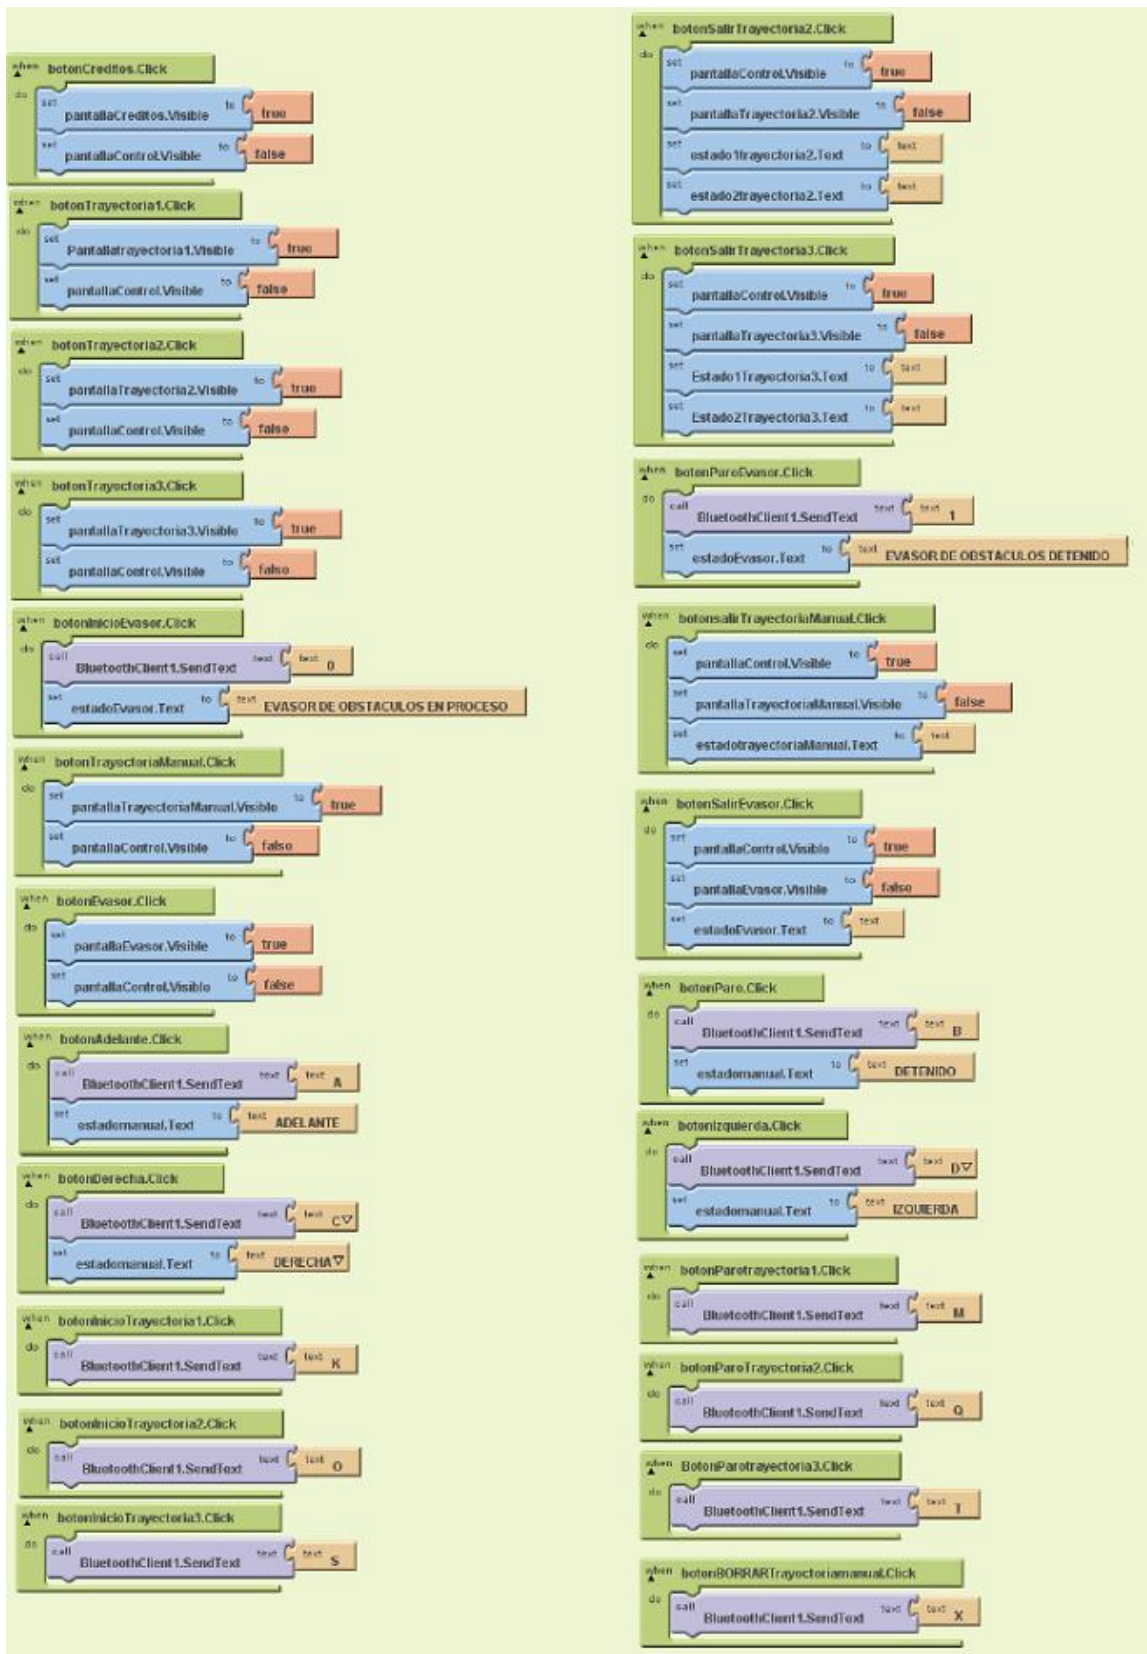 when botonCreditos.Click
do set pantallaCreditos.Visible to true
set pantallaControl.Visible to false
when botonTrayectoria1.Click
do set Pantallatrayectoria1.Visible to true
set pantallaControl.Visible to false
when botonTrayectoria2.Click
do set pantallaTrayectoria2.Visible to true
set pantallaControl.Visible to false
when botonTrayectoria3.Click
do set pantallaTrayectoria3.Visible to true
set pantallaControl.Visible to false
when botonInicioEvasor.Click
do call BluetoothClient1.SendText text text 0
set estadoEvasor.Text to text EVASOR DE OBSTACULOS EN PROCESO
when botonTrayectoriaManual.Click
do set pantallaTrayectoriaManual.Visible to true
set pantallaControl.Visible to false
when botonEvasor.Click
do set pantallaEvasor.Visible to true
set pantallaControl.Visible to false
when botonAdelante.Click
do call BluetoothClient1.SendText text text A
set estadomanual.Text to text ADELANTE
when botonDerecha.Click
do call BluetoothClient1.SendText text text C
set estadomanual.Text to text DERECHA
when botonInicioTrayectoria1.Click
do call BluetoothClient1.SendText text text K
when botonInicioTrayectoria2.Click
do call BluetoothClient1.SendText text text O
when botonInicioTrayectoria3.Click
do call BluetoothClient1.SendText text text S
when botonSalirTrayectoria2.Click
do set pantallaControl.Visible to true
set pantallaTrayectoria2.Visible to false
set estado1trayectoria2.Text to text
set estado2trayectoria2.Text to text
when botonSalirTrayectoria3.Click
do set pantallaControl.Visible to true
set pantallaTrayectoria3.Visible to false
set Estado1Trayectoria3.Text to text
set Estado2Trayectoria3.Text to text
when botonParoEvasor.Click
do call BluetoothClient1.SendText text text 1
set estadoEvasor.Text to text EVASOR DE OBSTACULOS DETENIDO
when botonsalirTrayectoriaManual.Click
do set pantallaControl.Visible to true
set pantallaTrayectoriaManual.Visible to false
set estadotrayectoriaManual.Text to text
when botonSalirEvasor.Click
do set pantallaControl.Visible to true
set pantallaEvasor.Visible to false
set estadoEvasor.Text to text
when botonParo.Click
do call BluetoothClient1.SendText text text B
set estadomanual.Text to text DETENIDO
when botonIzquierda.Click
do call BluetoothClient1.SendText text text D
set estadomanual.Text to text IZQUIERDA
when botonParotrayectoria1.Click
do call BluetoothClient1.SendText text text M
when botonParoTrayectoria2.Click
do call BluetoothClient1.SendText text text Q
when BotonParotrayectoria3.Click
do call BluetoothClient1.SendText text text T
when botonBORRARTrayectoriamanual.Click
do call BluetoothClient1.SendText text text X